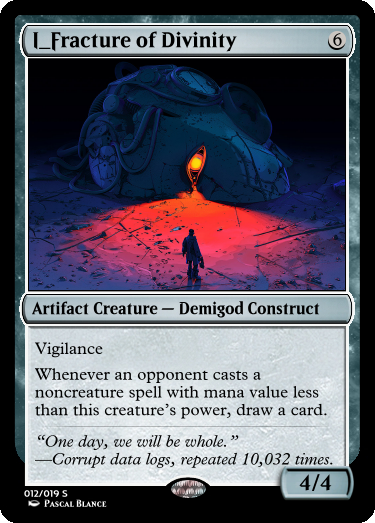 I_Fracture of Divinity 6
Artifact Creature — Demigod Construct
Vigilance
Whenever an opponent casts a
noncreature spell with mana value less
than this creature's power, draw a card.
“One day, we will be whole.”
—Corrupt data logs, repeated 10,032 times.
4/4
012/019 S
Pascal Blance